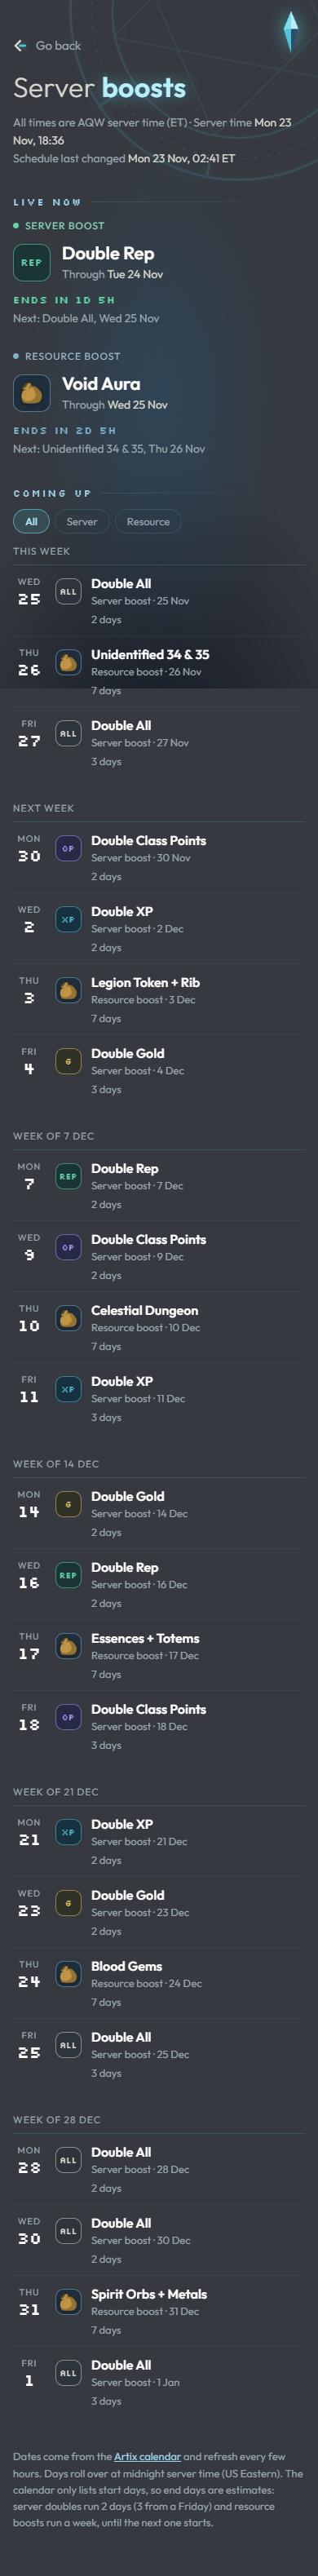 Go back
Server boosts
All times are AQW server time (ET) · Server time Mon 23
Nov, 18:36
Schedule last changed Mon 23 Nov, 02:41 ET
LIVE NOW
SERVER BOOST
REP
Double Rep
Through Tue 24 Nov
ENDS IN 1D 5H
Next: Double All, Wed 25 Nov
RESOURCE BOOST
Void Aura
Through Wed 25 Nov
ENDS IN 2D 5H
Next: Unidentified 34 & 35, Thu 26 Nov
COMING UP
All Server Resource
THIS WEEK
WED
25
ALL
Double All
Server boost · 25 Nov
2 days
THU
26
Unidentified 34 & 35
Resource boost · 26 Nov
7 days
FRI
27
ALL
Double All
Server boost · 27 Nov
3 days
NEXT WEEK
MON
30
CP
Double Class Points
Server boost · 30 Nov
2 days
WED
2
XP
Double XP
Server boost · 2 Dec
2 days
THU
3
Legion Token + Rib
Resource boost · 3 Dec
7 days
FRI
4
G
Double Gold
Server boost · 4 Dec
3 days
WEEK OF 7 DEC
MON
7
REP
Double Rep
Server boost · 7 Dec
2 days
WED
9
CP
Double Class Points
Server boost · 9 Dec
2 days
THU
10
Celestial Dungeon
Resource boost · 10 Dec
7 days
FRI
11
XP
Double XP
Server boost · 11 Dec
3 days
WEEK OF 14 DEC
MON
14
G
Double Gold
Server boost · 14 Dec
2 days
WED
16
REP
Double Rep
Server boost · 16 Dec
2 days
THU
17
Essences + Totems
Resource boost · 17 Dec
7 days
FRI
18
CP
Double Class Points
Server boost · 18 Dec
3 days
WEEK OF 21 DEC
MON
21
XP
Double XP
Server boost · 21 Dec
2 days
WED
23
G
Double Gold
Server boost · 23 Dec
2 days
THU
24
Blood Gems
Resource boost · 24 Dec
7 days
FRI
25
ALL
Double All
Server boost · 25 Dec
3 days
WEEK OF 28 DEC
MON
28
ALL
Double All
Server boost · 28 Dec
2 days
WED
30
ALL
Double All
Server boost · 30 Dec
2 days
THU
31
Spirit Orbs + Metals
Resource boost · 31 Dec
7 days
FRI
1
ALL
Double All
Server boost · 1 Jan
3 days
Dates come from the Artix calendar and refresh every few
hours. Days roll over at midnight server time (US Eastern). The
calendar only lists start days, so end days are estimates:
server doubles run 2 days (3 from a Friday) and resource
boosts run a week, until the next one starts.